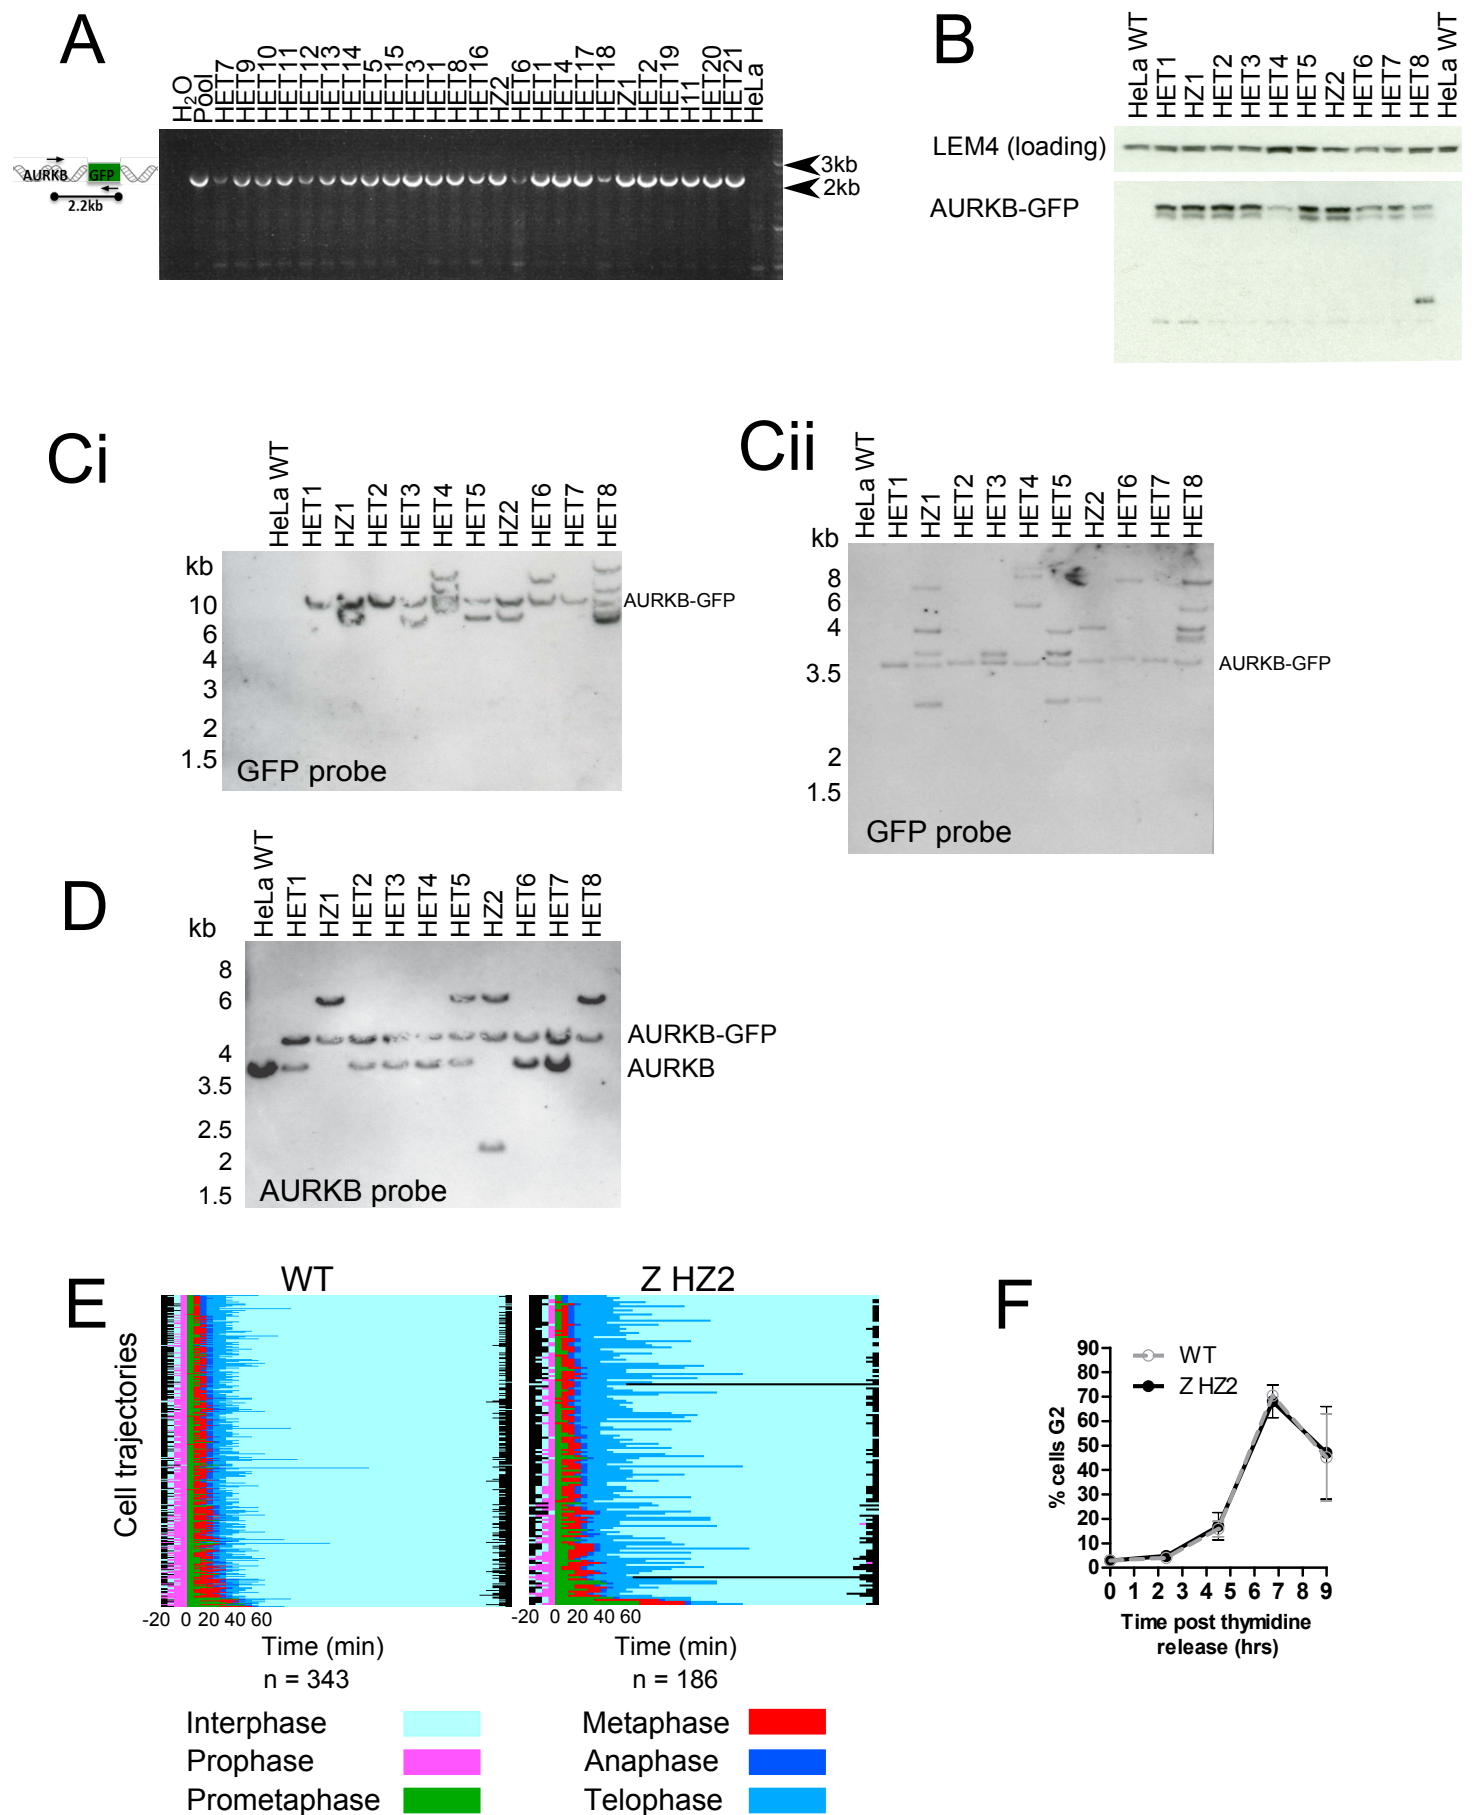 A
H2O
Pool
HET7
HET9
HET10
HET11
HET12
HET13
HET14
HET5
HET15
HET3
HET1
HET8
HET16
HZ2
HET6
HET1
HET4
HET17
HET18
HZ1
HET2
HET19
H11
HET20
HET21
HeLa
AURKB
GFP
2.2kb
3kb
2kb
B
HeLa WT
HET1
HZ1
HET2
HET3
HET4
HET5
HZ2
HET6
HET7
HET8
HeLa WT
LEM4 (loading)
AURKB-GFP
Ci
HeLa WT
HET1
HZ1
HET2
HET3
HET4
HET5
HZ2
HET6
HET7
HET8
kb
10
6
4
3
2
1.5
AURKB-GFP
GFP probe
Cii
HeLa WT
HET1
HZ1
HET2
HET3
HET4
HET5
HZ2
HET6
HET7
HET8
kb
8
6
4
3.5
2
1.5
AURKB-GFP
GFP probe
D
HeLa WT
HET1
HZ1
HET2
HET3
HET4
HET5
HZ2
HET6
HET7
HET8
kb
8
6
4
3.5
2.5
2
1.5
AURKB-GFP
AURKB
AURKB probe
E
WT
Z HZ2
Cell trajectories
-20 0 20 40 60
-20 0 20 40 60
Time (min)
n = 343
Time (min)
n = 186
Interphase
Prophase
Prometaphase
Metaphase
Anaphase
Telophase
F
WT
Z HZ2
% cells G2
90
80
70
60
50
40
30
20
10
0
0 1 2 3 4 5 6 7 8 9
Time post thymidine
release (hrs)